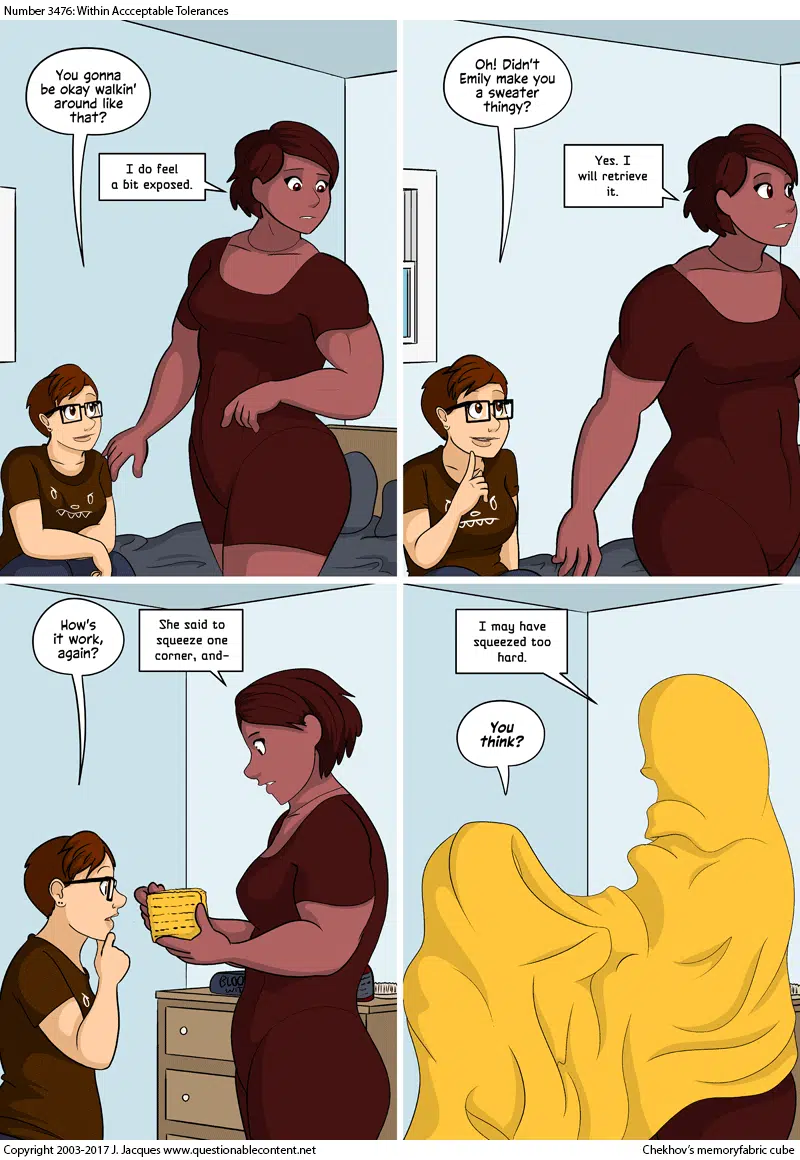 Number 3476: Within Accceptable Tolerances
You gonna
be okay walkin'
around like
that?
I do feel
a bit exposed.
Oh! Didn't
Emily make you
a sweater
thingy?
Yes. I
will retrieve
it.
How's
it work,
again?
She said to
squeeze one
corner, and-
BLOO
WIT
I may have
squeezed too
hard.
You
think?
Copyright 2003-2017 J. Jacques www.questionablecontent.net
Chekhov's memoryfabric cube